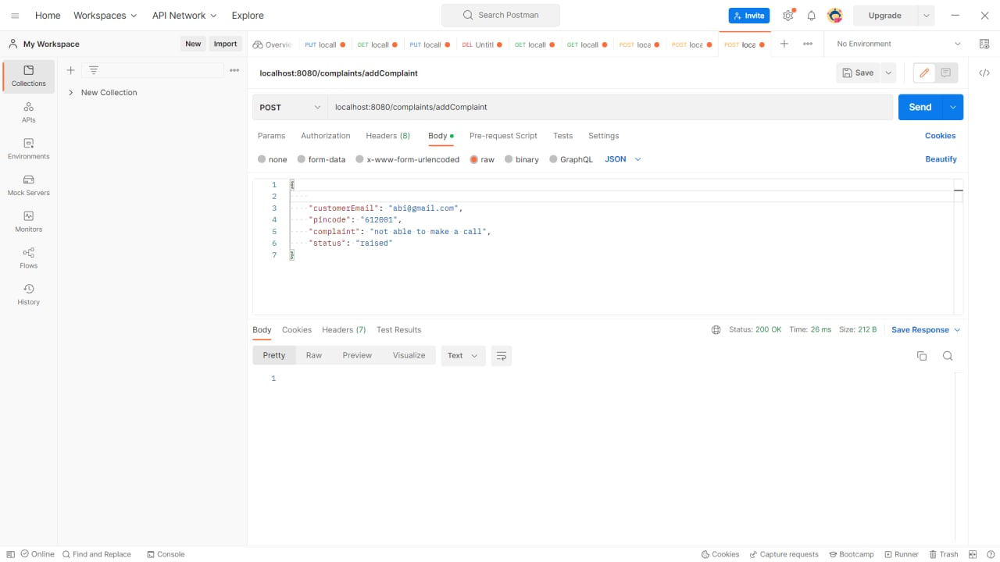 Home Workspaces API Network Explore Search Postman Invite Upgrade
My Workspace New Import Overvie PUT locall GET locall PUT locall DEL Untitl GET locall GET locall POST loca POST loca POST loca No Environment
Collections
APIs
Environments
Mock Servers
Monitors
Flows
History
New Collection
localhost:8080/complaints/addComplaint Save
POST localhost:8080/complaints/addComplaint Send
Params Authorization Headers (8) Body Pre-request Script Tests Settings Cookies
none form-data x-www-form-urlencoded raw binary GraphQL JSON Beautify
1 {
2
3 "customerEmail": "abi@gmail.com",
4 "pincode": "612001",
5 "complaint": "not able to make a call",
6 "status": "raised"
7 }
Body Cookies Headers (7) Test Results Status: 200 OK Time: 26 ms Size: 212 B Save Response
Pretty Raw Preview Visualize Text
1
Online Find and Replace Console Cookies Capture requests Bootcamp Runner Trash